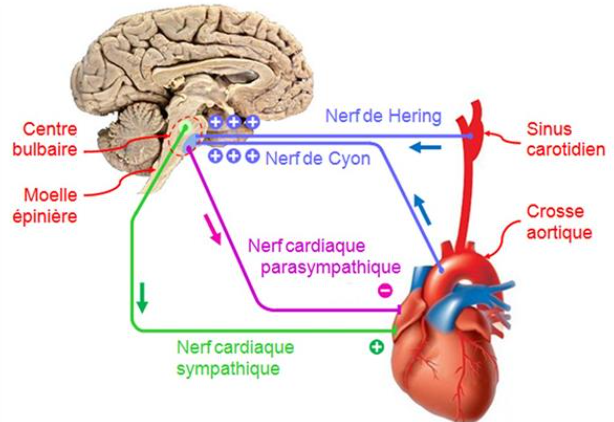 Centre
bulbaire
Moelle
épinière
+ + +
Nerf de Hering
+ + +
Nerf de Cyon
Sinus
carotidien
Crosse
aortique
Nerf cardiaque
parasympathique
-
Nerf cardiaque
sympathique
+